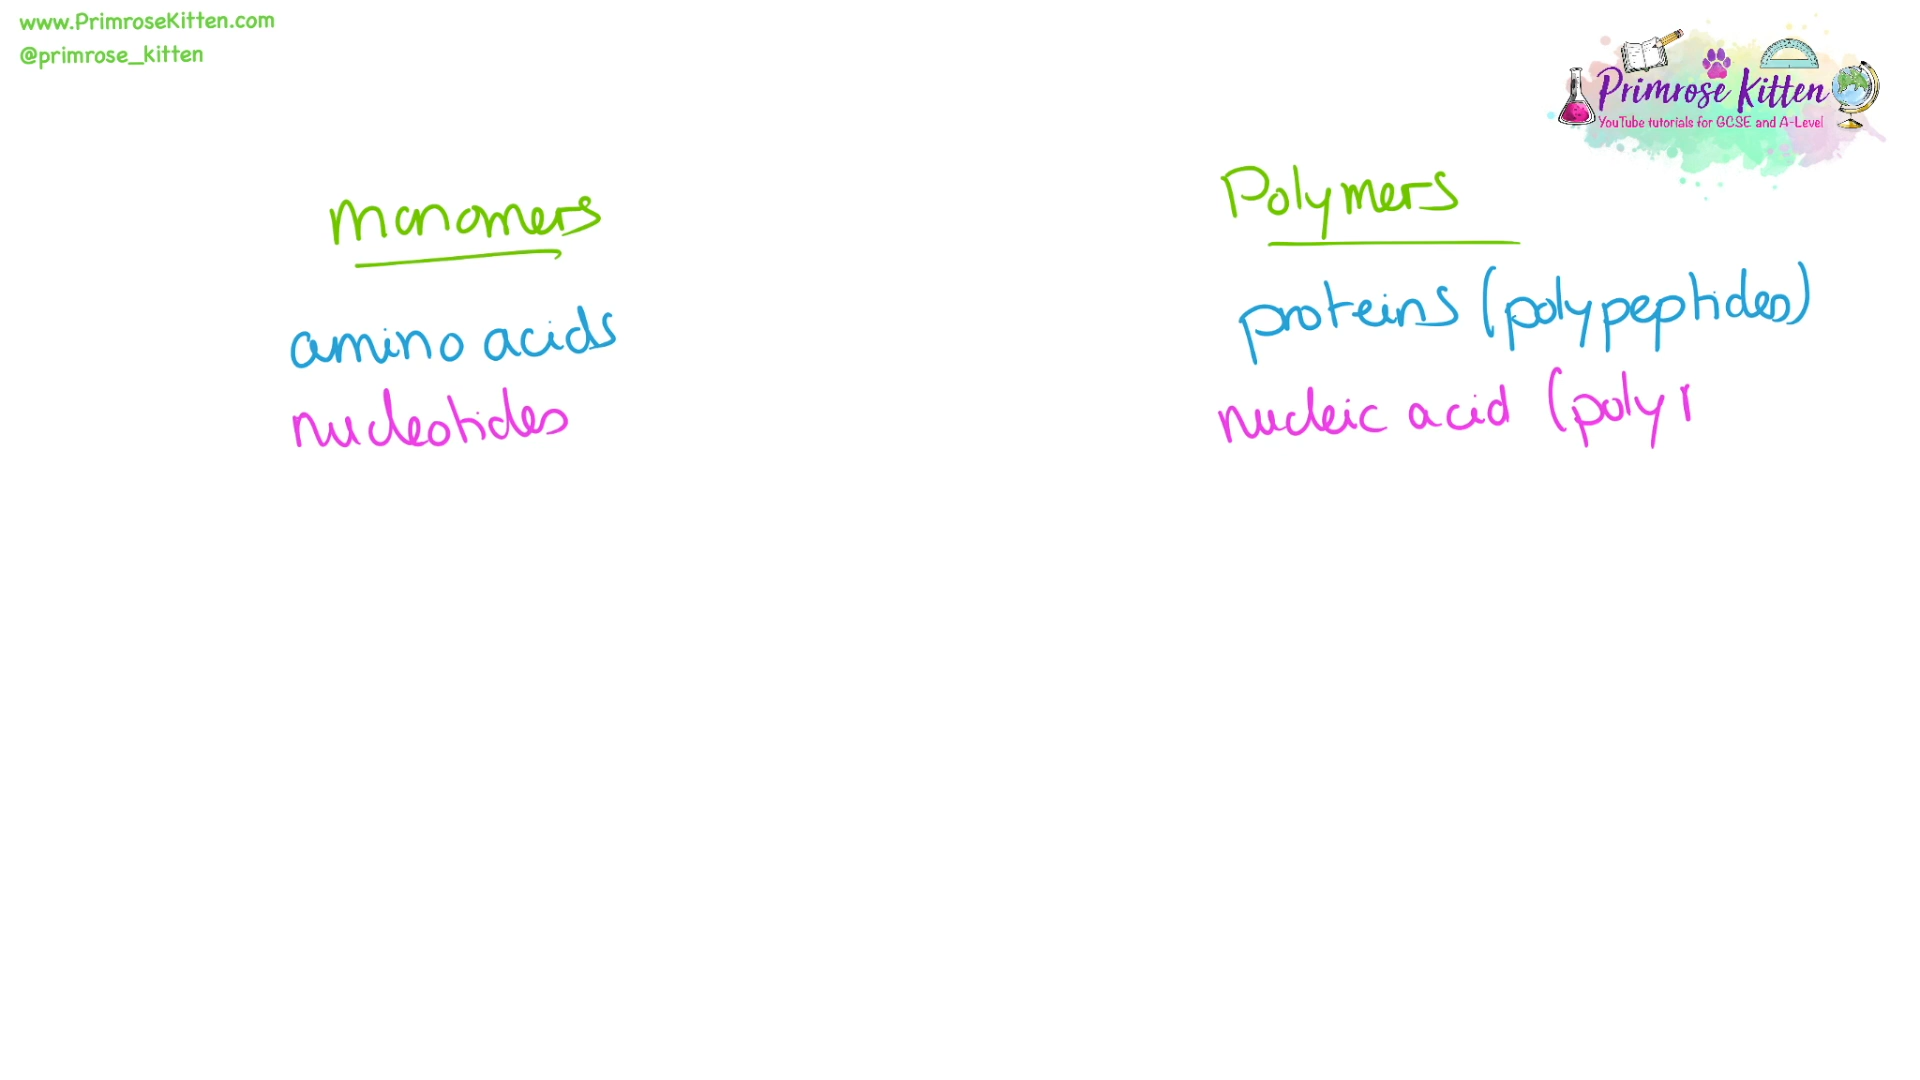 www.PrimroseKitten.com
@primrose_kitten
Primrose Kitten
YouTube tutorials for GCSE and A-Level
monomers
Polymers
amino acids
proteins (polypeptides)
nucleotides
nucleic acid (poly